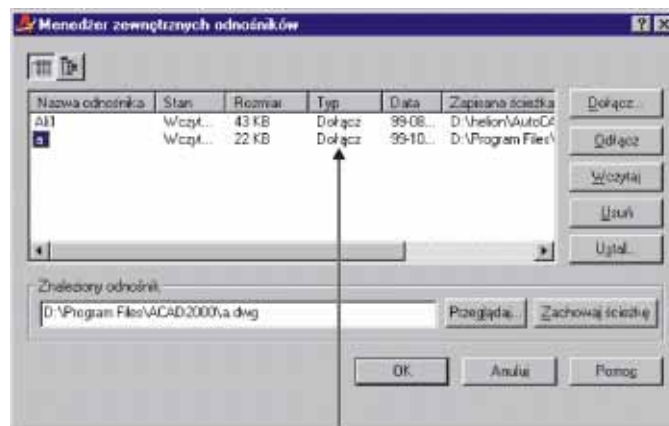 Menedżer zewnętrznych odnośników
Nazwa odnośnika Stan Rozmiar Typ Data Zapisana ścieżka
Wczyt... 43 KB Dołącz 99-08... D:\helion\AutoCA
a Wczyt... 22 KB Dołącz 99-10... D:\Program Files\
Dołącz...
Odłącz
Wczytaj
Usuń
Ustal...
Znaleziony odnośnik
D:\Program Files\ACAD2000\a.dwg
Przeglądaj... Zachowaj ścieżkę
OK Anuluj Pomoc